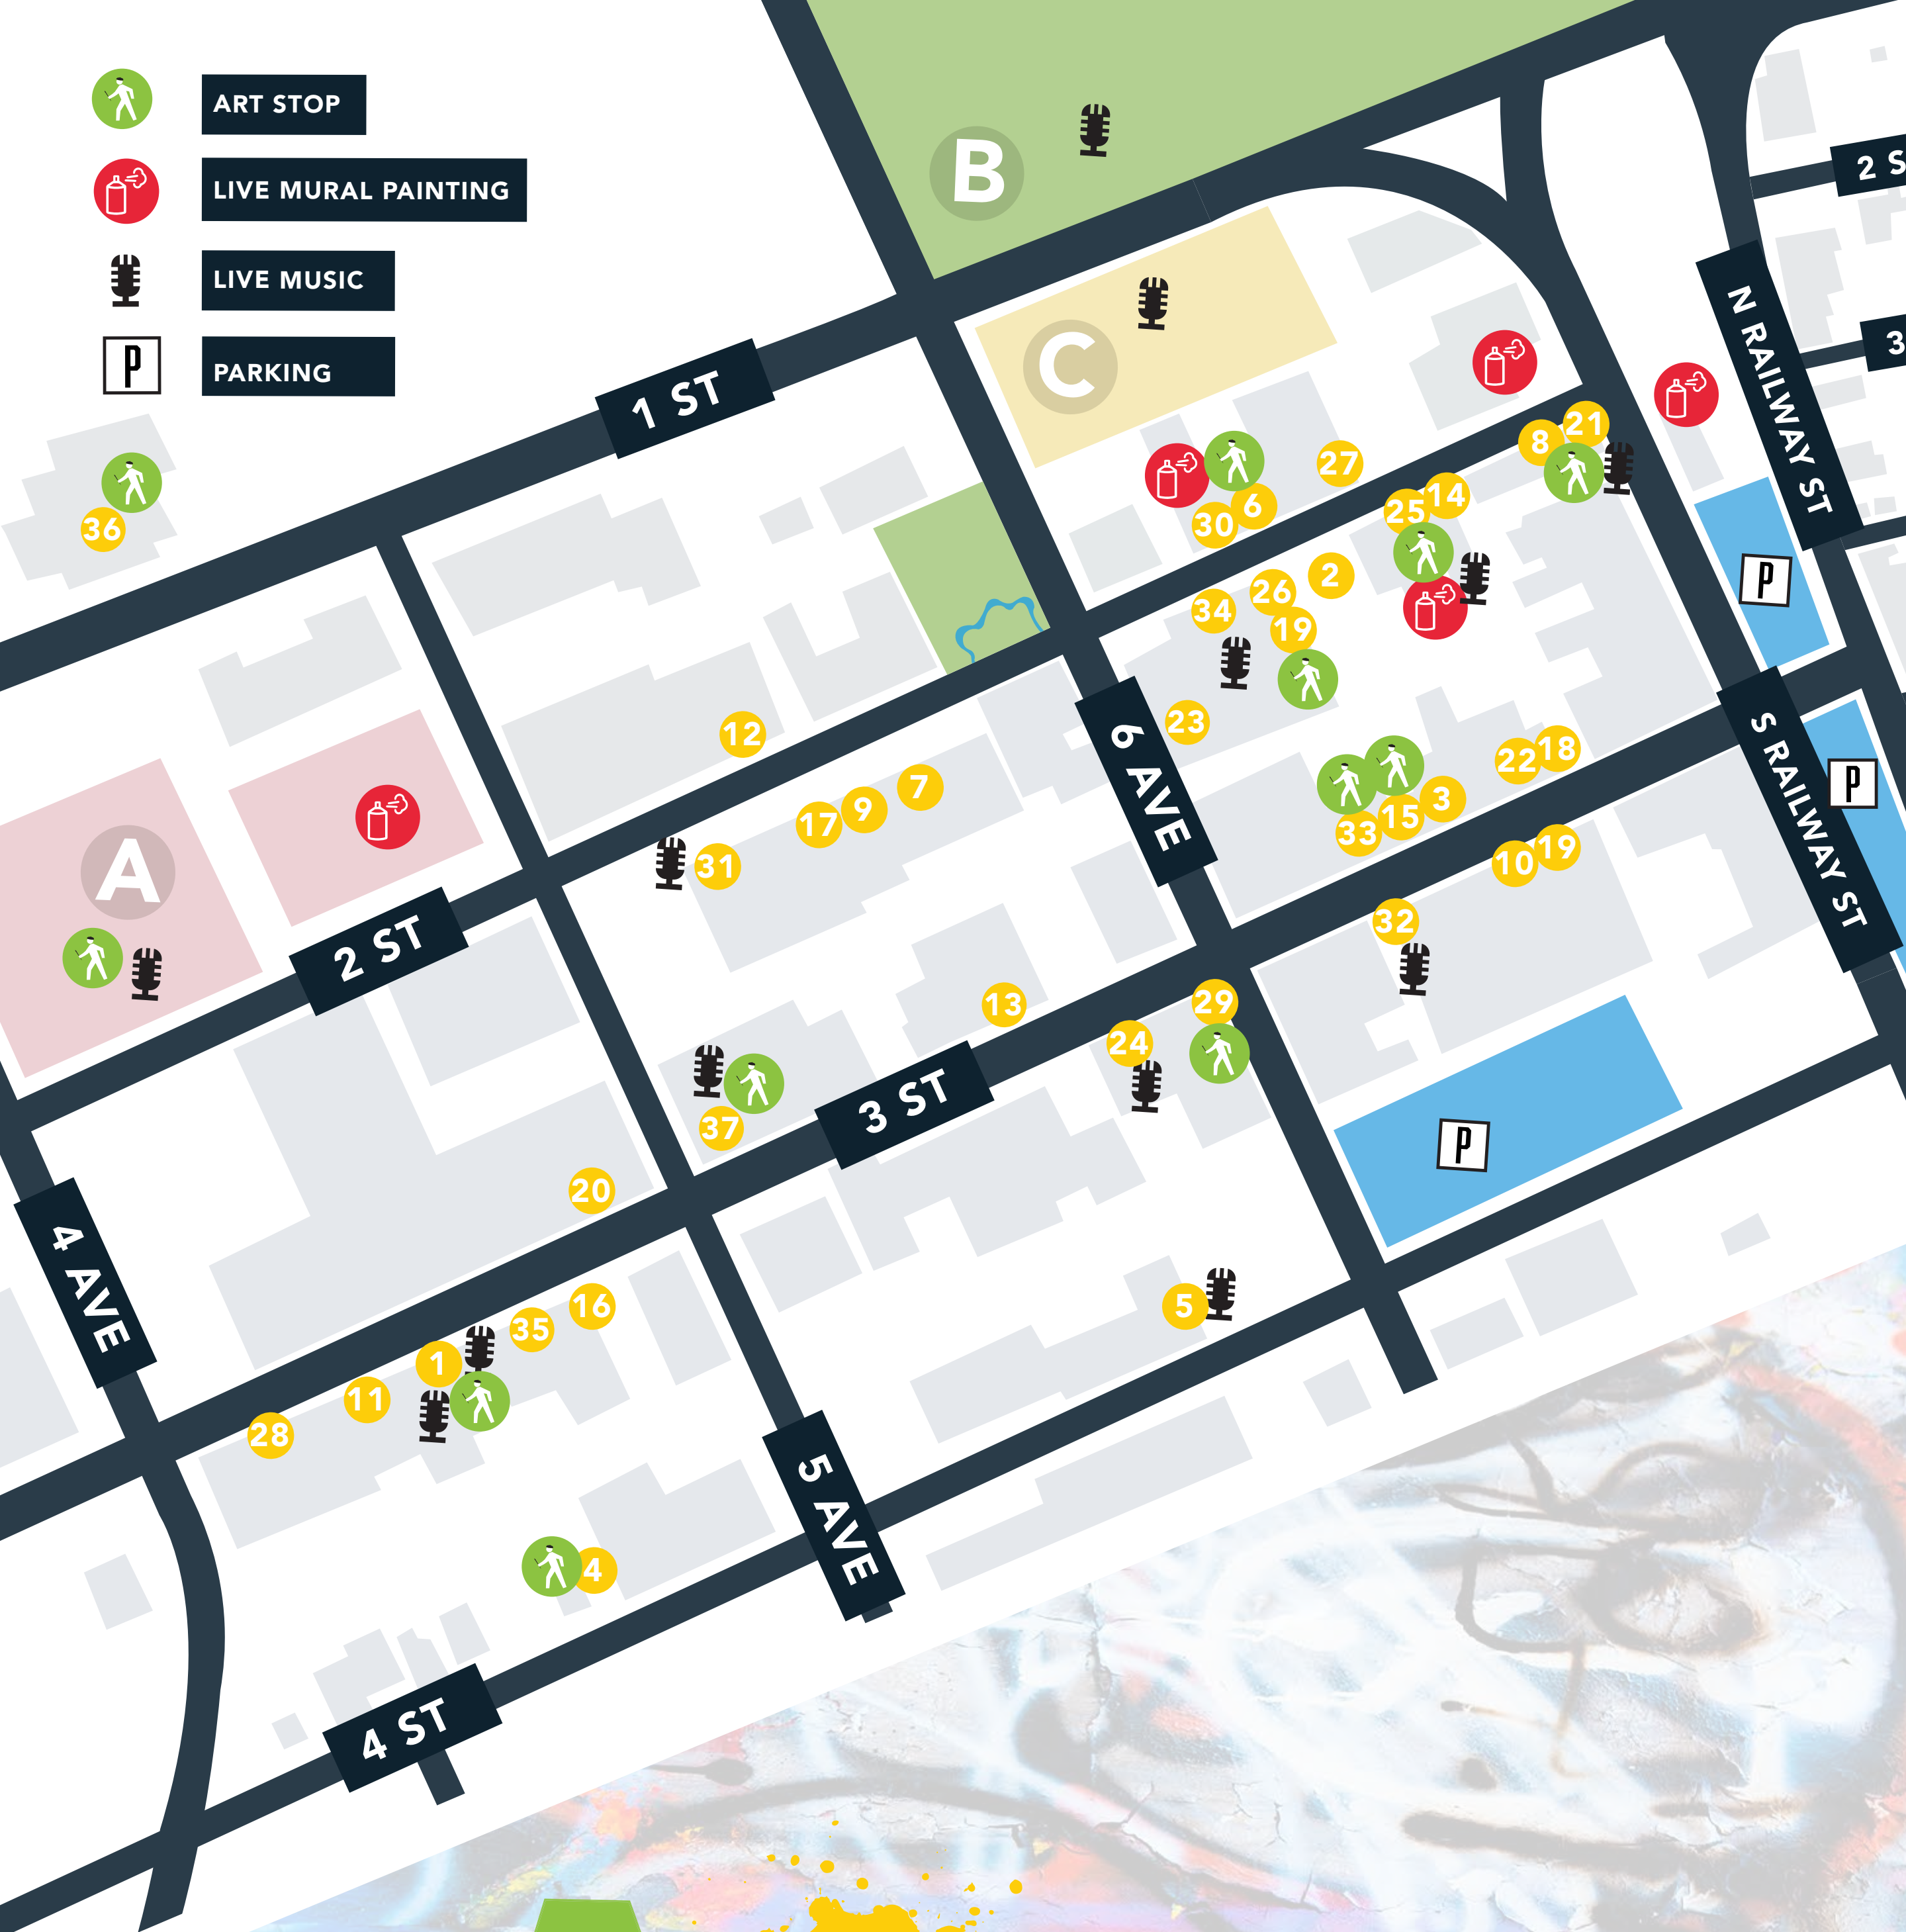 ART STOP
LIVE MURAL PAINTING
LIVE MUSIC
P
PARKING
B
2 S
N RAILWAY ST
3
C
1 ST
21
8
27
14
25
6
30
36
P
2
26
34
19
23
12
6 AVE
S RAILWAY ST
18
22
P
7
9
17
3
15
33
31
A
19
10
32
2 ST
29
13
24
3 ST
37
P
20
4 AVE
5
16
35
1
11
28
5 AVE
4
4 ST